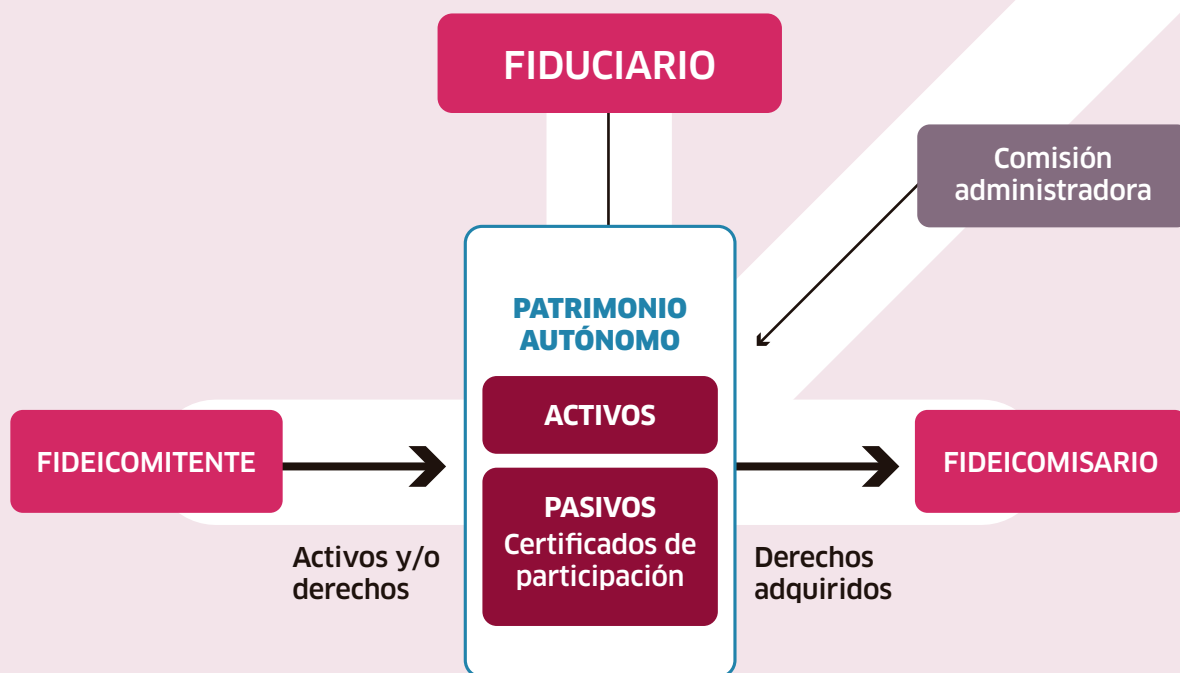 FIDUCIARIO
Comisión
administradora
PATRIMONIO
AUTÓNOMO
ACTIVOS
FIDEICOMITENTE
FIDEICOMISARIO
PASIVOS
Certificados de
participación
Activos y/o
derechos
Derechos
adquiridos